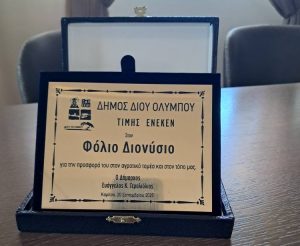 ΔΗΜΟΣ ΔΙΟΥ ΟΛΥΜΠΟΥ
ΤΙΜΗΣ ΕΝΕΚΕΝ
Στον
Φόλιο Διονύσιο
για την προσφορά του στον αγροτικό τομέα και στον τόπο μας.
Ο Δήμαρχος
Ευάγγελος Κ. Γερολιόλιος